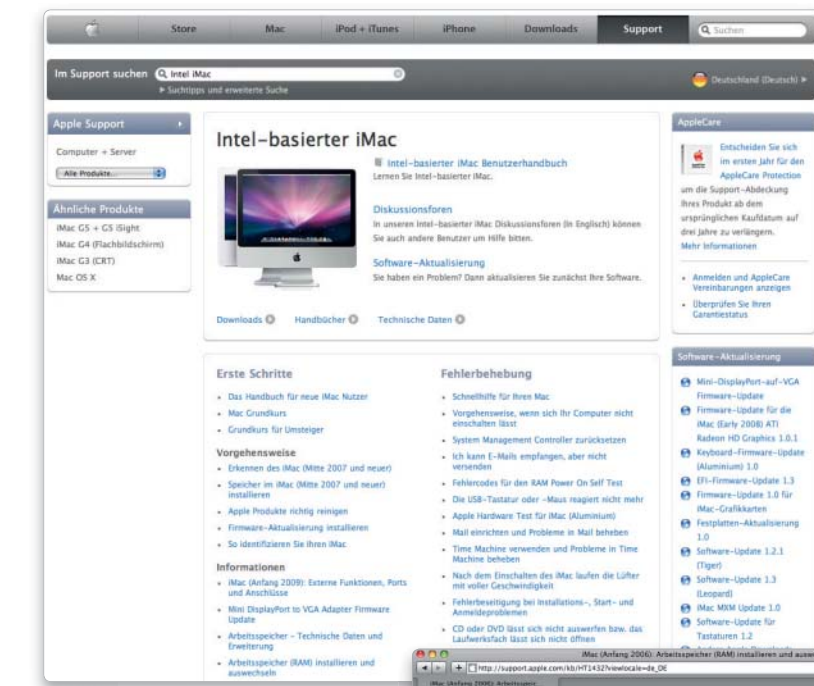 Store Mac iPod + iTunes iPhone Downloads Support Suchen
Im Support suchen Intel iMac
Suchtipps und erweiterte Suche
Deutschland (Deutsch)
Apple Support
Computer + Server
Alle Produkte...
Ähnliche Produkte
iMac G5 + G5 iSight
iMac G4 (Flachbildschirm)
iMac G3 (CRT)
Mac OS X
Intel-basierter iMac
Intel-basierter iMac Benutzerhandbuch
Lernen Sie Intel-basierter iMac.
Diskussionsforen
In unseren Intel-basierter iMac Diskussionsforen (In Englisch) können
Sie auch andere Benutzer um Hilfe bitten.
Software-Aktualisierung
Sie haben ein Problem? Dann aktualisieren Sie zunächst Ihre Software.
Downloads Handbücher Technische Daten
Erste Schritte
Das Handbuch für neue iMac Nutzer
Mac Grundkurs
Grundkurs für Umsteiger
Vorgehensweise
Erkennen des iMac (Mitte 2007 und neuer)
Speicher im iMac (Mitte 2007 und neuer)
installieren
Apple Produkte richtig reinigen
Firmware-Aktualisierung installieren
So identifizieren Sie Ihren iMac
Informationen
iMac (Anfang 2009): Externe Funktionen, Ports
und Anschlüsse
Mini DisplayPort to VGA Adapter Firmware
Update
Arbeitsspeicher - Technische Daten und
Erweiterung
Arbeitsspeicher (RAM) installieren und
auswechseln
Fehlerbehebung
Schnellhilfe für Ihren Mac
Vorgehensweise, wenn sich Ihr Computer nicht
einschalten lässt
System Management Controller zurücksetzen
Ich kann E-Mails empfangen, aber nicht
versenden
Fehlercodes für den RAM Power On Self Test
Die USB-Tastatur oder -Maus reagiert nicht mehr
Apple Hardware Test für iMac (Aluminium)
Mail einrichten und Probleme in Mail beheben
Time Machine verwenden und Probleme in Time
Machine beheben
Nach dem Einschalten des iMac laufen die Lüfter
mit voller Geschwindigkeit
Fehlerbeseitigung bei Installations-, Start- und
Anmeldeproblemen
CD oder DVD lässt sich nicht auswerfen bzw. das
Laufwerksfach lässt sich nicht öffnen
AppleCare
Entscheiden Sie sich
im ersten Jahr für den
AppleCare Protection
um die Support-Abdeckung
Ihres Produkt ab dem
ursprünglichen Kaufdatum auf
drei Jahre zu verlängern.
Mehr Informationen
Anmelden und AppleCare
Vereinbarungen anzeigen
Überprüfen Sie Ihren
Garantiestatus
Software-Aktualisierung
Mini-DisplayPort-auf-VGA
Firmware-Update
Firmware-Update für die
iMac (Early 2008) ATI
Radeon HD Graphics 1.0.1
Keyboard-Firmware-Update
(Aluminium) 1.0
EFI-Firmware-Update 1.3
Firmware-Update 1.0 für
iMac-Grafikkarten
Festplatten-Aktualisierung
1.0
Software-Update 1.2.1
(Tiger)
Software-Update 1.3
(Leopard)
iMac MXM Update 1.0
Software-Update für
Tastaturen 1.2
iMac (Anfang 2006): Arbeitsspeicher (RAM) installieren und ausw
http://support.apple.com/kb/HT1432?viewlocale=de_DE
iMac (Anfang 2006):